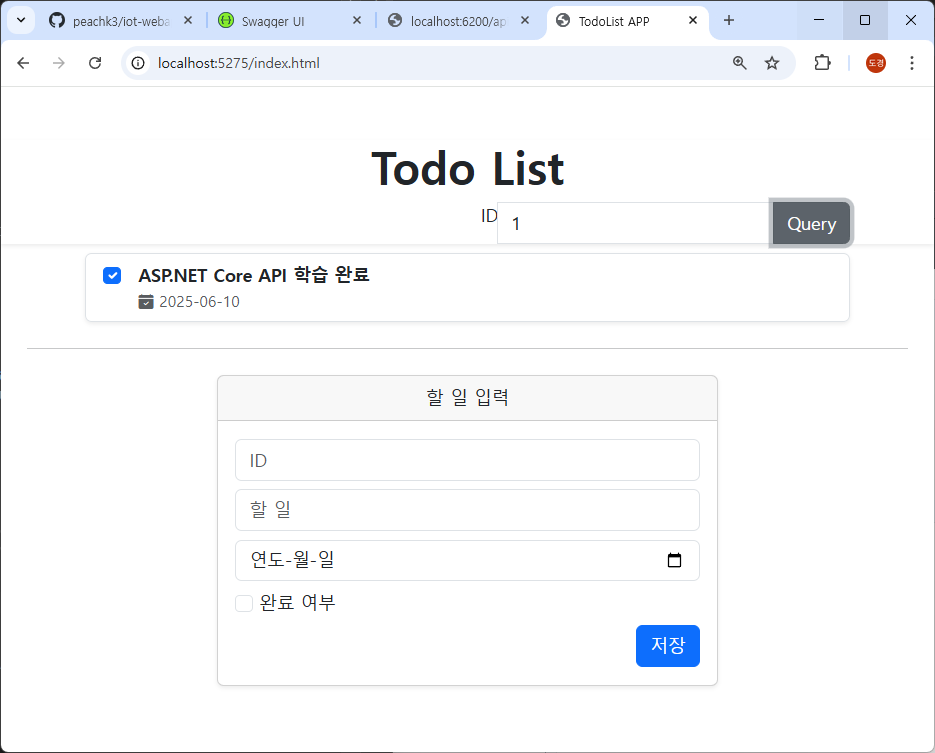 peachk3/iot-weba
Swagger UI
localhost:6200/ap
TodoList APP
localhost:5275/index.html
도경
Todo List
ID 1 Query
ASP.NET Core API 학습 완료
2025-06-10
할 일 입력
ID
할 일
연도-월-일
완료 여부
저장